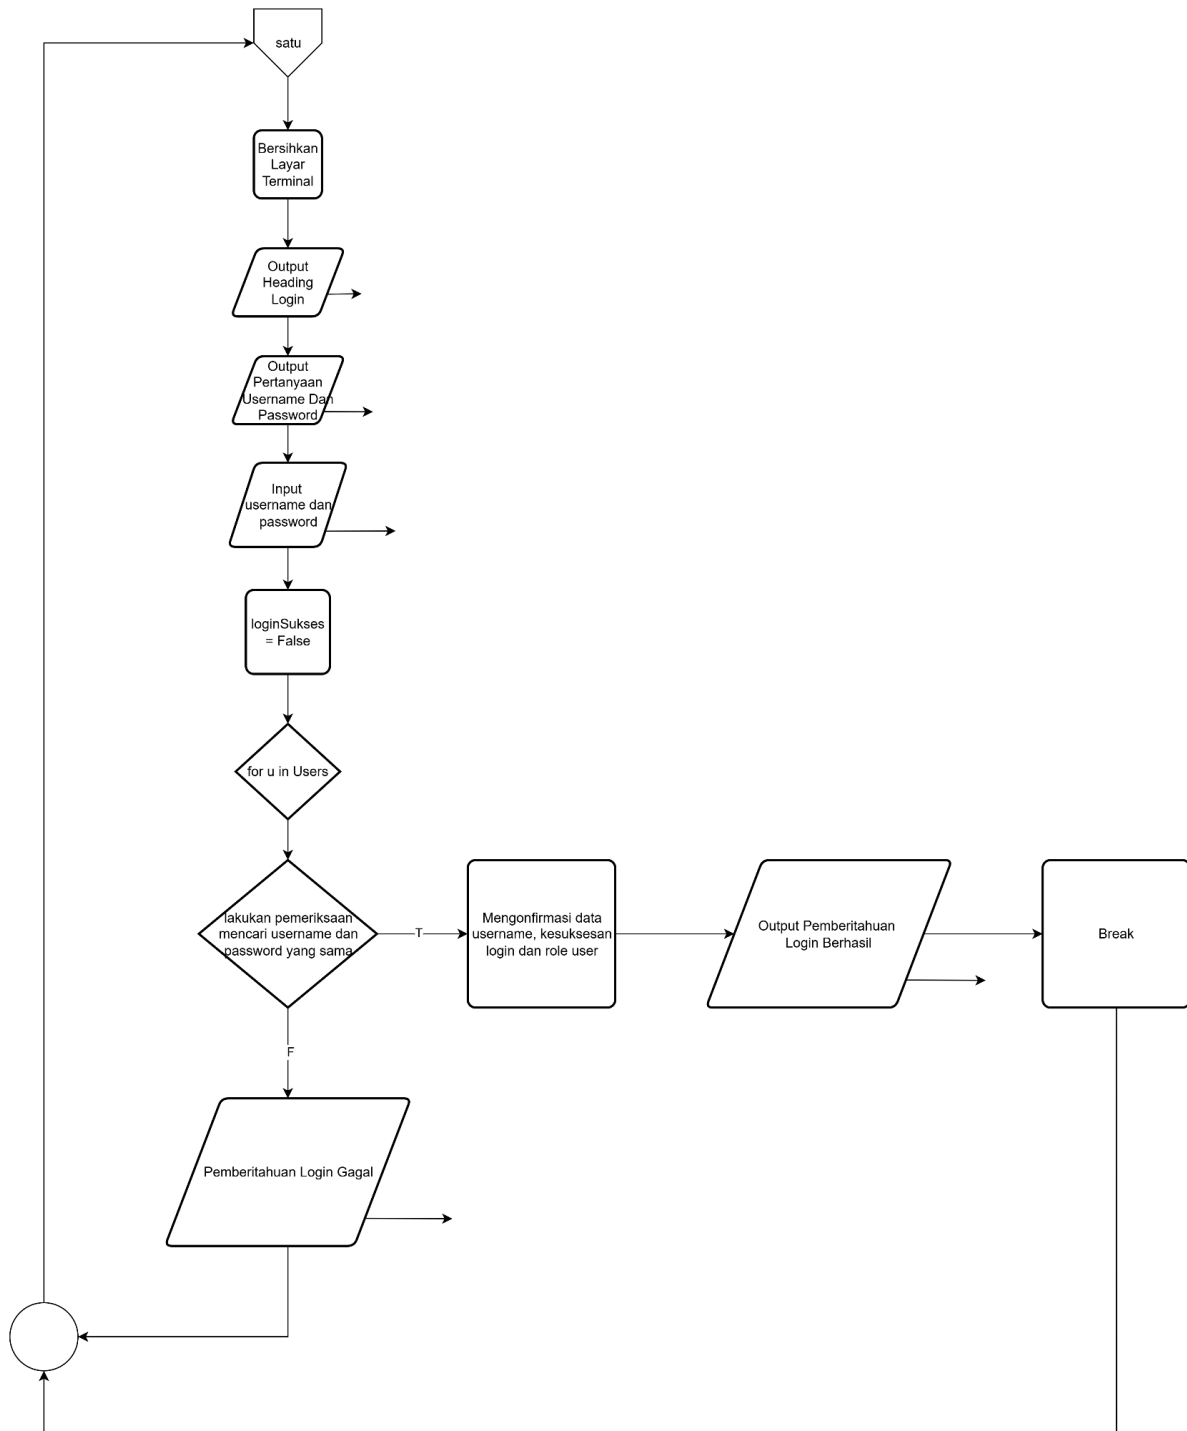 satu
Bersihkan
Layar
Terminal
Output
Heading
Login
Output
Pertanyaan
Username Dan
Password
Input
username dan
password
loginSukses
= False
for u in Users
lakukan pemeriksaan
mencari username dan
password yang sama
T
Mengonfirmasi data
username, kesuksesan
login dan role user
Output Pemberitahuan
Login Berhasil
Break
F
Pemberitahuan Login Gagal